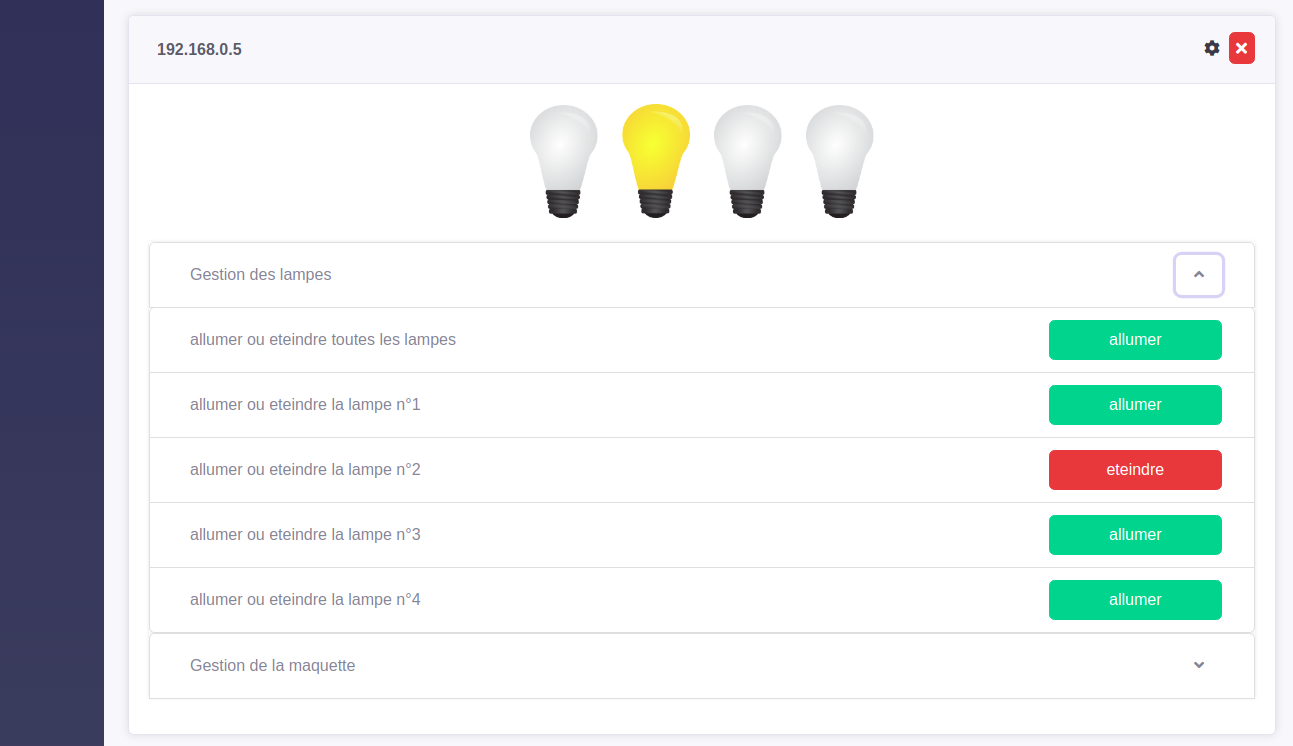 192.168.0.5
Gestion des lampes
allumer ou eteindre toutes les lampes allumer
allumer ou eteindre la lampe n°1 allumer
allumer ou eteindre la lampe n°2 eteindre
allumer ou eteindre la lampe n°3 allumer
allumer ou eteindre la lampe n°4 allumer
Gestion de la maquette